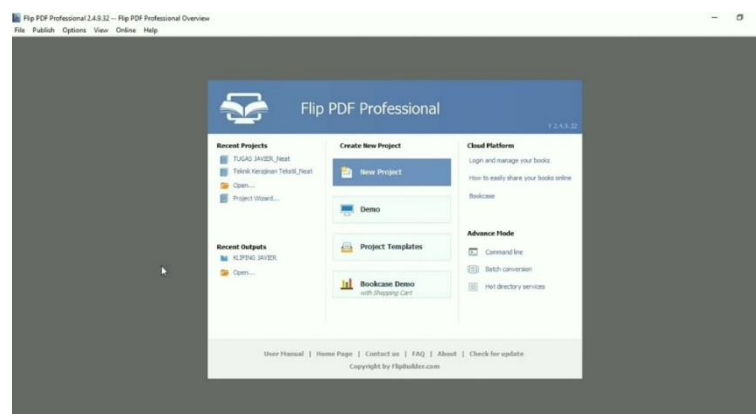 Flip PDF Professional 2.4.9.32 -- Flip PDF Professional Overview
File Publish Options View Online Help
Flip PDF Professional
V 2.4.9.32
Recent Projects
TUGAS JAVIER_Neat
Teknik Kerajinan Tekstil_Neat
Open...
Project Wizard...
Recent Outputs
KLIPING JAVIER
Open...
Create New Project
New Project
Demo
Project Templates
Bookcase Demo
with Shopping Cart
Cloud Platform
Login and manage your books
How to easily share your books online
Bookcase
Advance Mode
Command line
Batch conversion
Hot directory services
User Manual | Home Page | Contact us | FAQ | About | Check for update
Copyright by FlipBuilder.com